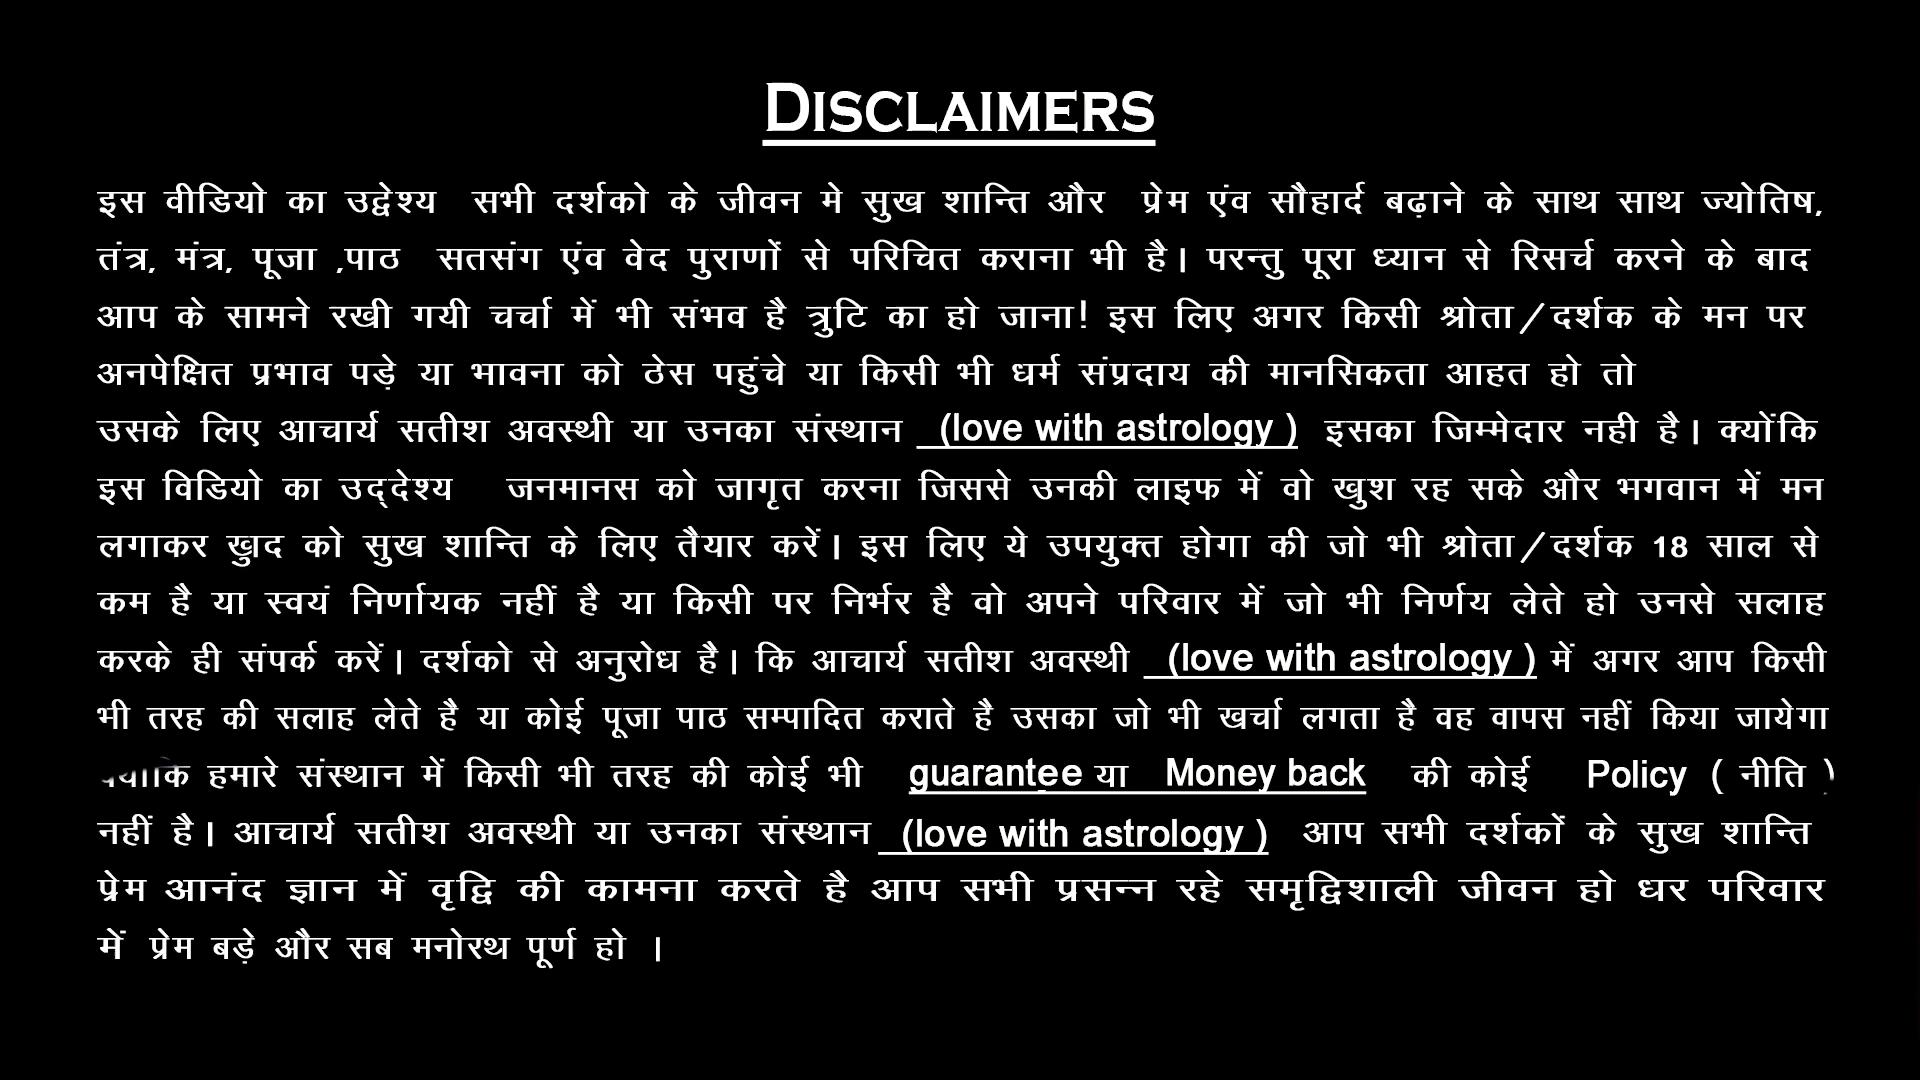 DISCLAIMERS
इस वीडियो का उद्देश्य सभी दर्शको के जीवन मे सुख शान्ति और प्रेम एंव सौहार्द बढ़ाने के साथ साथ ज्योतिष,
तंत्र, मंत्र, पूजा ,पाठ सतसंग एंव वेद पुराणों से परिचित कराना भी है। परन्तु पूरा ध्यान से रिसर्च करने के बाद
आप के सामने रखी गयी चर्चा में भी संभव है त्रुटि का हो जाना! इस लिए अगर किसी श्रोता/दर्शक के मन पर
अनपेक्षित प्रभाव पड़े या भावना को ठेस पहुंचे या किसी भी धर्म संप्रदाय की मानसिकता आहत हो तो
उसके लिए आचार्य सतीश अवस्थी या उनका संस्थान (love with astrology ) इसका जिम्मेदार नही है। क्योंकि
इस विडियो का उद्देश्य जनमानस को जागृत करना जिससे उनकी लाइफ में वो खुश रह सके और भगवान में मन
लगाकर खुद को सुख शान्ति के लिए तैयार करें। इस लिए ये उपयुक्त होगा की जो भी श्रोता/दर्शक 18 साल से
कम है या स्वयं निर्णायक नहीं है या किसी पर निर्भर है वो अपने परिवार में जो भी निर्णय लेते हो उनसे सलाह
करके ही संपर्क करें। दर्शको से अनुरोध है। कि आचार्य सतीश अवस्थी (love with astrology ) में अगर आप किसी
भी तरह की सलाह लेते है या कोई पूजा पाठ सम्पादित कराते है उसका जो भी खर्चा लगता है वह वापस नहीं किया जायेगा
हमारे संस्थान में किसी भी तरह की कोई भी guarantee या Money back की कोई Policy ( नीति )
नहीं है। आचार्य सतीश अवस्थी या उनका संस्थान (love with astrology ) आप सभी दर्शकों के सुख शान्ति
प्रेम आनंद ज्ञान में वृद्वि की कामना करते है आप सभी प्रसन्न रहे समृद्विशाली जीवन हो धर परिवार
में प्रेम बड़े और सब मनोरथ पूर्ण हो ।